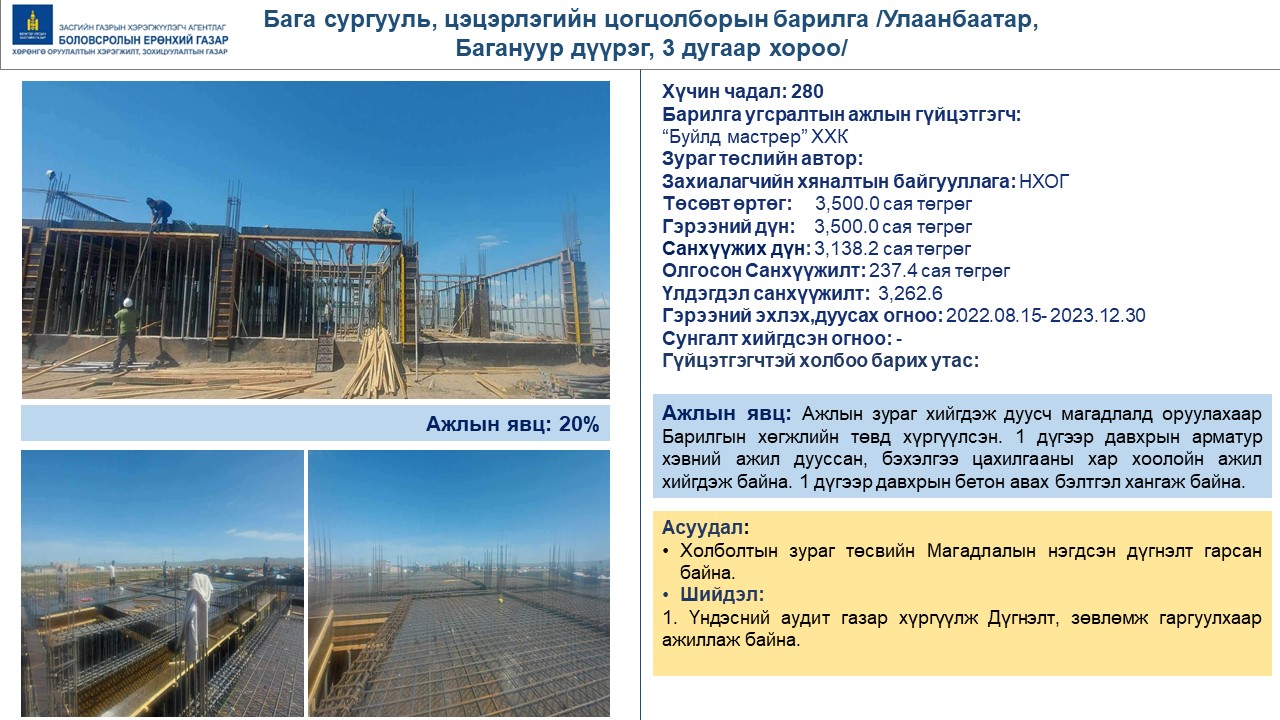 Бага сургууль, цэцэрлэгийн цогцолборын барилга /Улаанбаатар,
Багануур дүүрэг, 3 дугаар хороо/
ЗАСГИЙН ГАЗРЫН ХЭРЭГЖҮҮЛЭГЧ АГЕНТЛАГ
БОЛОВСРОЛЫН ЕРӨНХИЙ ГАЗАР
ХӨРӨНГӨ ОРУУЛАЛТЫН ХЭРЭГЖИЛТ, ЗОХИЦУУЛАЛТЫН ГАЗАР
Хүчин чадал: 280
Барилга угсралтын ажлын гүйцэтгэгч:
“Буйлд мастрер” ХХК
Зураг төслийн автор:
Захиалагчийн хяналтын байгууллага: НХОГ
Төсөвт өртөг: 3,500.0 сая төгрөг
Гэрээний дүн: 3,500.0 сая төгрөг
Санхүүжих дүн: 3,138.2 сая төгрөг
Олгосон Санхүүжилт: 237.4 сая төгрөг
Үлдэгдэл санхүүжилт: 3,262.6
Гэрээний эхлэх,дуусах огноо: 2022.08.15- 2023.12.30
Сунгалт хийгдсэн огноо: -
Гүйцэтгэгчтэй холбоо барих утас:
Ажлын явц: 20%
Ажлын явц: Ажлын зураг хийгдэж дуусч магадлалд оруулахаар
Барилгын хөгжлийн төвд хүргүүлсэн. 1 дүгээр давхрын арматур
хэвний ажил дууссан, бэхэлгээ цахилгааны хар хоолойн ажил
хийгдэж байна. 1 дүгээр давхрын бетон авах бэлтгэл хангаж байна.
Асуудал:
• Холболтын зураг төсвийн Магадлалын нэгдсэн дүгнэлт гарсан
байна.
• Шийдэл:
1. Үндэсний аудит газар хүргүүлж Дүгнэлт, зөвлөмж гаргуулхаар
ажиллаж байна.